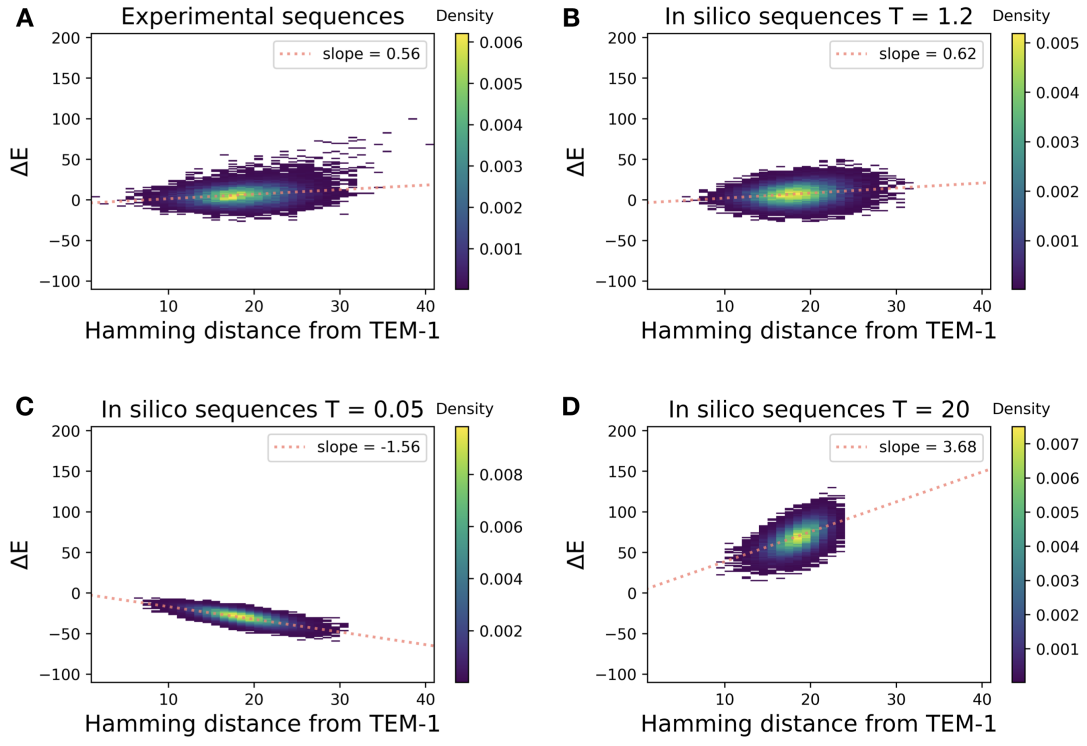 A Experimental sequences Density
slope = 0.56
200
150
100
50
0
−50
−100
ΔE
10 20 30 40
Hamming distance from TEM-1
0.006
0.005
0.004
0.003
0.002
0.001
B In silico sequences T = 1.2 Density
slope = 0.62
200
150
100
50
0
−50
−100
ΔE
10 20 30 40
Hamming distance from TEM-1
0.005
0.004
0.003
0.002
0.001
C In silico sequences T = 0.05 Density
slope = -1.56
200
150
100
50
0
−50
−100
ΔE
10 20 30 40
Hamming distance from TEM-1
0.008
0.006
0.004
0.002
D In silico sequences T = 20 Density
slope = 3.68
200
150
100
50
0
−50
−100
ΔE
10 20 30 40
Hamming distance from TEM-1
0.007
0.006
0.005
0.004
0.003
0.002
0.001